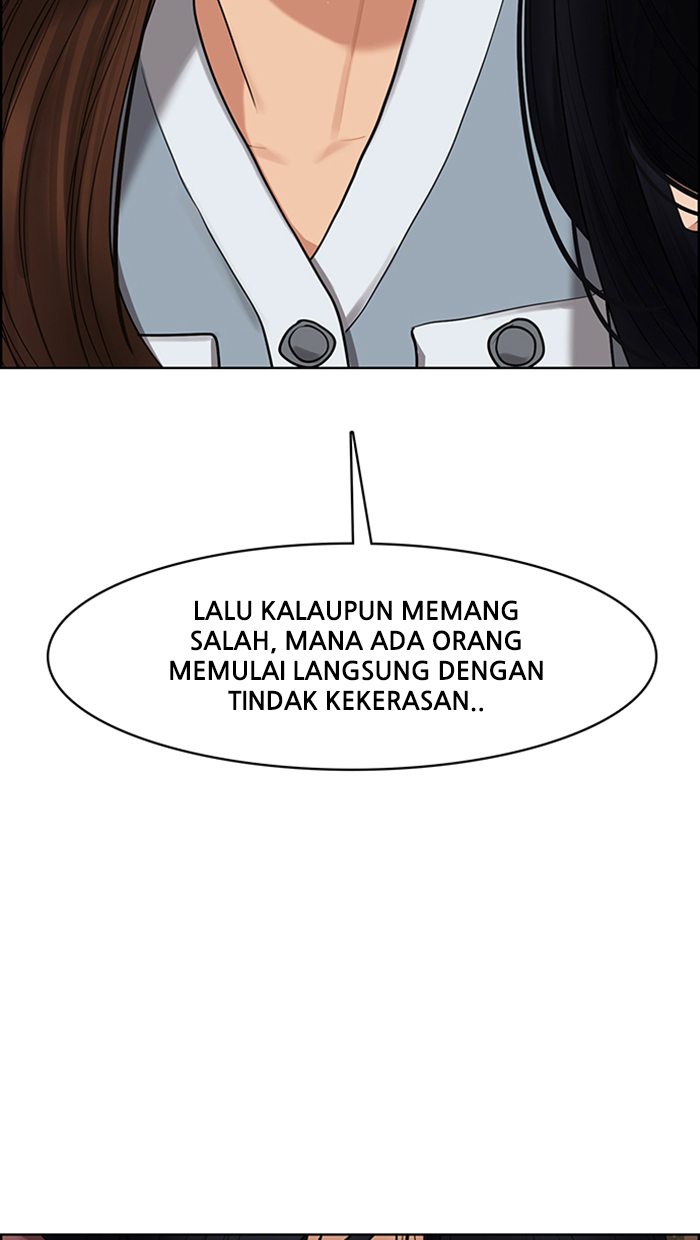 LALU KALAUPUN MEMANG
SALAH, MANA ADA ORANG
MEMULAI LANGSUNG DENGAN
TINDAK KEKERASAN..